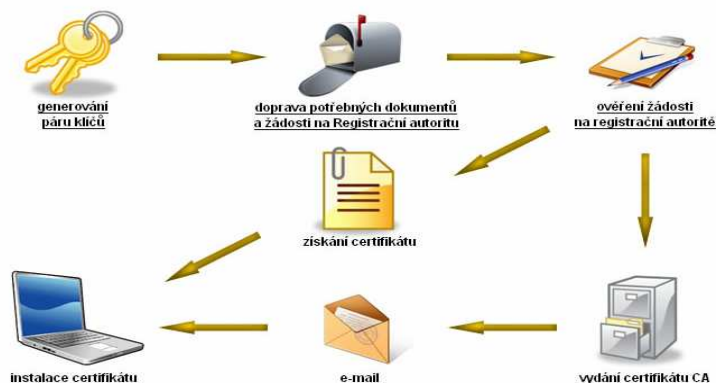 generování
páru klíčů
doprava potřebných dokumentů
a žádosti na Registrační autoritu
ověření žádosti
na registrační autoritě
získání certifikátu
instalace certifikátu
e-mail
vydání certifikátu CA